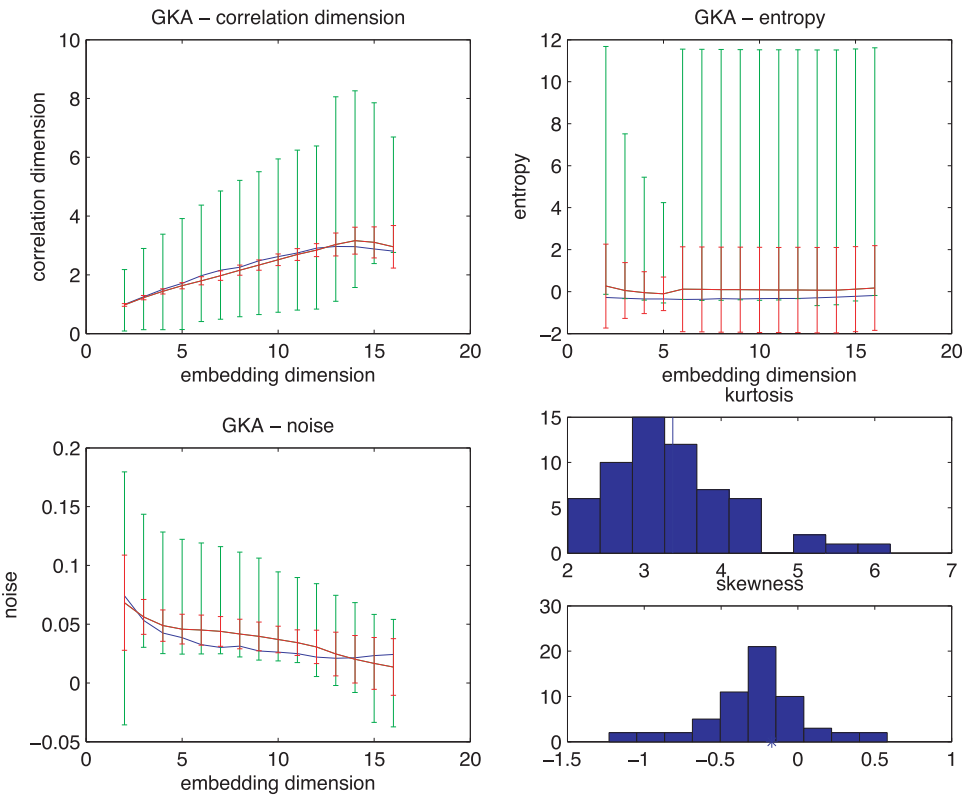 GKA – correlation dimension
10
8
6
4
2
0
0 5 10 15 20
correlation dimension
embedding dimension
GKA – entropy
12
10
8
6
4
2
0
−2
0 5 10 15 20
entropy
embedding dimension
GKA – noise
0.2
0.15
0.1
0.05
0
−0.05
0 5 10 15 20
noise
embedding dimension
kurtosis
15
10
5
0
2 3 4 5 6 7
skewness
30
20
10
0
−1.5 −1 −0.5 0 0.5 1